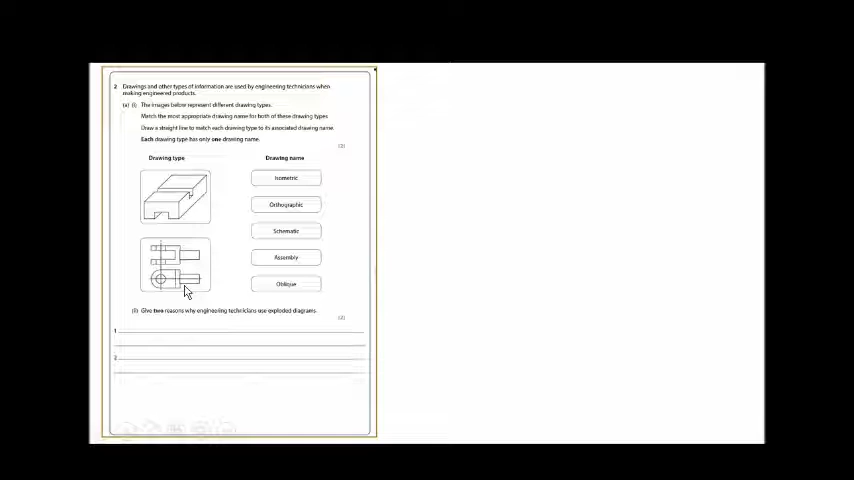 2 Drawings and other types of information are used by engineering technicians when
making engineered products.
(a) (i) The images below represent different drawing types.
Match the most appropriate drawing name for both of these drawing types
Draw a straight line to match each drawing type to its associated drawing name.
Each drawing type has only one drawing name.
(2)
Drawing type Drawing name
Isometric
Orthographic
Schematic
Assembly
Oblique
(ii) Give two reasons why engineering technicians use exploded diagrams.
(2)
1
2